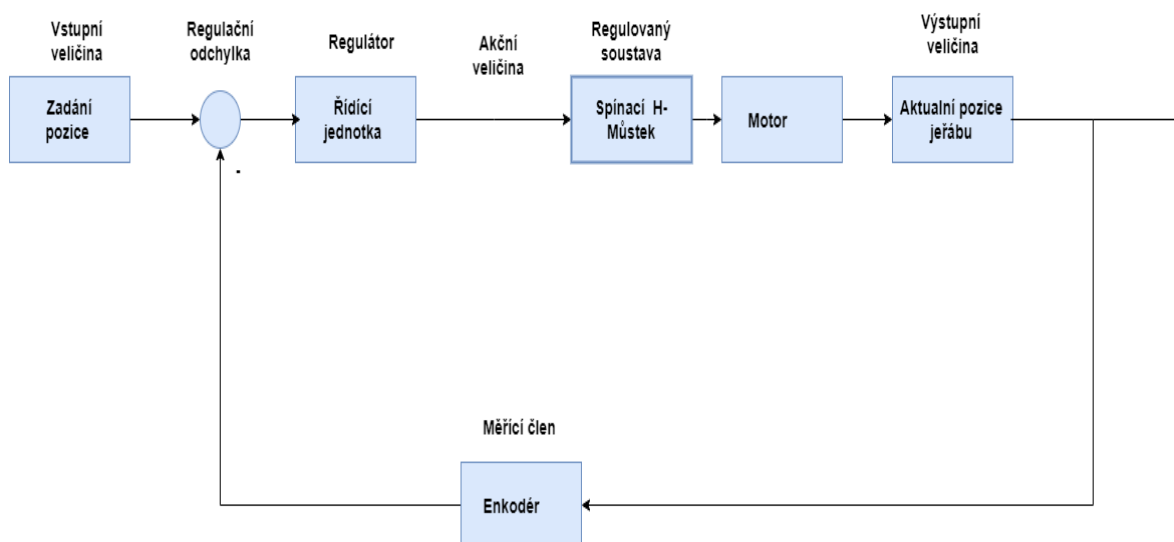 Vstupní
veličina
Regulační
odchylka
Regulátor
Akční
veličina
Regulovaný
soustava
Výstupní
veličina
Zadání
pozice
Řídící
jednotka
Spínací H-
Můstek
Motor
Aktualní pozice
jeřábu
-
Měřící člen
Enkodér